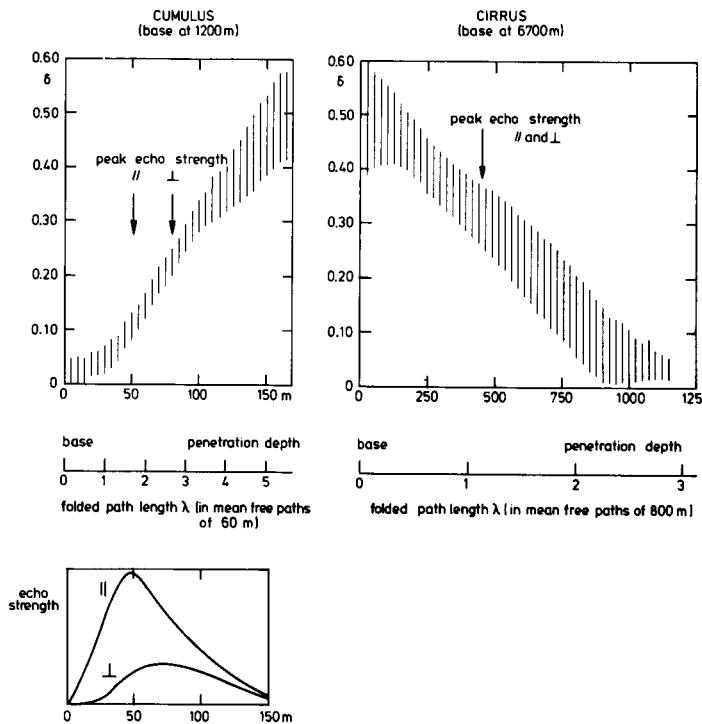 CUMULUS
(base at 1200m)
0.60
δ
0.50
0.40
peak echo strength
// ⊥
0.30
0.20
0.10
0
0 50 100 150 m
base penetration depth
0 1 2 3 4 5
folded path length λ (in mean free paths
of 60 m)
CIRRUS
(base at 6700m)
0.60
δ
0.50
peak echo strength
// and ⊥
0.40
0.30
0.20
0.10
0
0 250 500 750 1000 125
base penetration depth
0 1 2 3
folded path length λ (in mean free paths of 800 m)
echo
strength
||
⊥
0 50 100 150 m